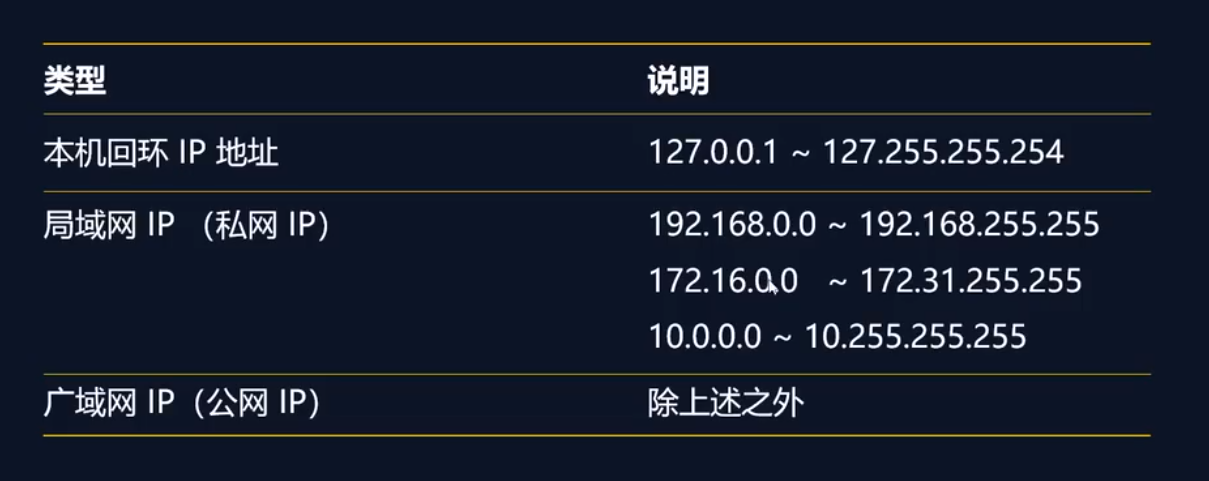 类型 说明
本机回环 IP 地址 127.0.0.1 ~ 127.255.255.254
局域网 IP （私网 IP） 192.168.0.0 ~ 192.168.255.255
172.16.0.0 ~ 172.31.255.255
10.0.0.0 ~ 10.255.255.255
广域网 IP（公网 IP） 除上述之外